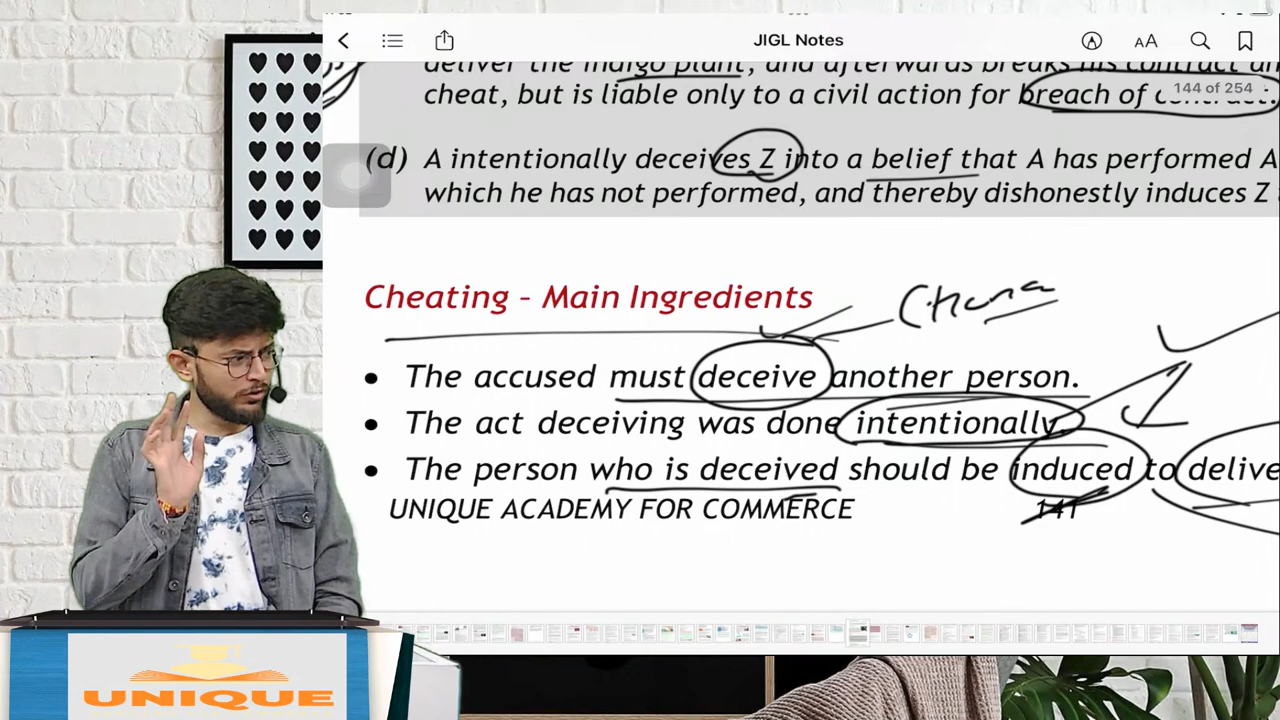 JIGL Notes
AA
deliver the margo plant, and afterwards breaks his contract an
cheat, but is liable only to a civil action for breach of contract.
144 of 254
(d) A intentionally deceives Z into a belief that A has performed A
which he has not performed, and thereby dishonestly induces Z
Cheating – Main Ingredients
• The accused must deceive another person.
• The act deceiving was done intentionally.
• The person who is deceived should be induced to delive
UNIQUE ACADEMY FOR COMMERCE 141
UNIQUE